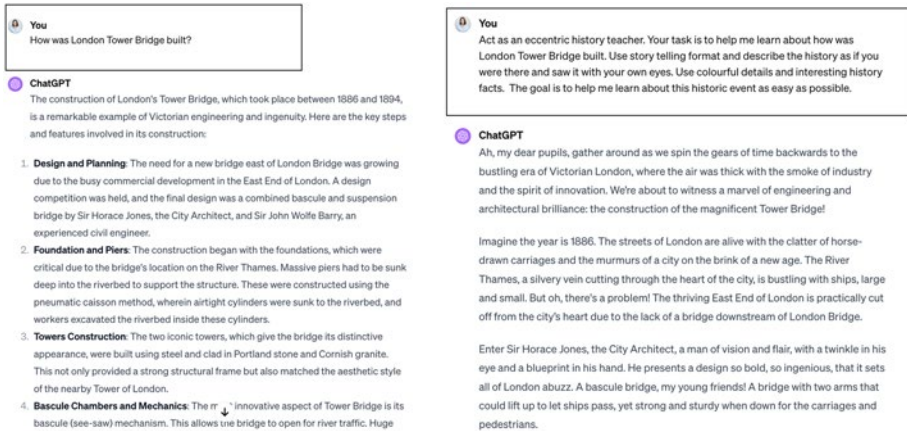 You
How was London Tower Bridge built?
ChatGPT
The construction of London's Tower Bridge, which took place between 1886 and 1894,
is a remarkable example of Victorian engineering and ingenuity. Here are the key steps
and features involved in its construction:
1. Design and Planning: The need for a new bridge east of London Bridge was growing
due to the busy commercial development in the East End of London. A design
competition was held, and the final design was a combined bascule and suspension
bridge by Sir Horace Jones, the City Architect, and Sir John Wolfe Barry, an
experienced civil engineer.
2. Foundation and Piers: The construction began with the foundations, which were
critical due to the bridge's location on the River Thames. Massive piers had to be sunk
deep into the riverbed to support the structure. These were constructed using the
pneumatic caisson method, wherein airtight cylinders were sunk to the riverbed, and
workers excavated the riverbed inside these cylinders.
3. Towers Construction: The two iconic towers, which give the bridge its distinctive
appearance, were built using steel and clad in Portland stone and Cornish granite.
This not only provided a strong structural frame but also matched the aesthetic style
of the nearby Tower of London.
4. Bascule Chambers and Mechanics: The innovative aspect of Tower Bridge is its
bascule (see-saw) mechanism. This allows the bridge to open for river traffic. Huge
You
Act as an eccentric history teacher. Your task is to help me learn about how was
London Tower Bridge built. Use story telling format and describe the history as if you
were there and saw it with your own eyes. Use colourful details and interesting history
facts. The goal is to help me learn about this historic event as easy as possible.
ChatGPT
Ah, my dear pupils, gather around as we spin the gears of time backwards to the
bustling era of Victorian London, where the air was thick with the smoke of industry
and the spirit of innovation. We're about to witness a marvel of engineering and
architectural brilliance: the construction of the magnificent Tower Bridge!
Imagine the year is 1886. The streets of London are alive with the clatter of horse-
drawn carriages and the murmurs of a city on the brink of a new age. The River
Thames, a silvery vein cutting through the heart of the city, is bustling with ships, large
and small. But oh, there's a problem! The thriving East End of London is practically cut
off from the city's heart due to the lack of a bridge downstream of London Bridge.
Enter Sir Horace Jones, the City Architect, a man of vision and flair, with a twinkle in his
eye and a blueprint in his hand. He presents a design so bold, so ingenious, that it sets
all of London abuzz. A bascule bridge, my young friends! A bridge with two arms that
could lift up to let ships pass, yet strong and sturdy when down for the carriages and
pedestrians.